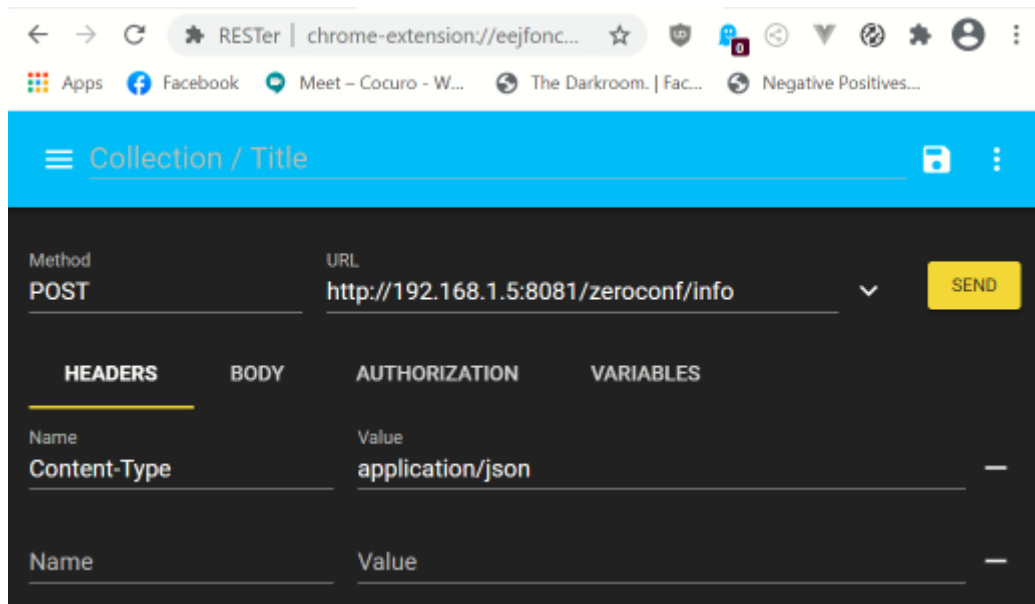 RESTer | chrome-extension://eejfonc... 0
Apps Facebook Meet – Cocuro - W... The Darkroom. | Fac... Negative Positives...
Collection / Title
Method URL
POST http://192.168.1.5:8081/zeroconf/info SEND
HEADERS BODY AUTHORIZATION VARIABLES
Name Value
Content-Type application/json
Name Value